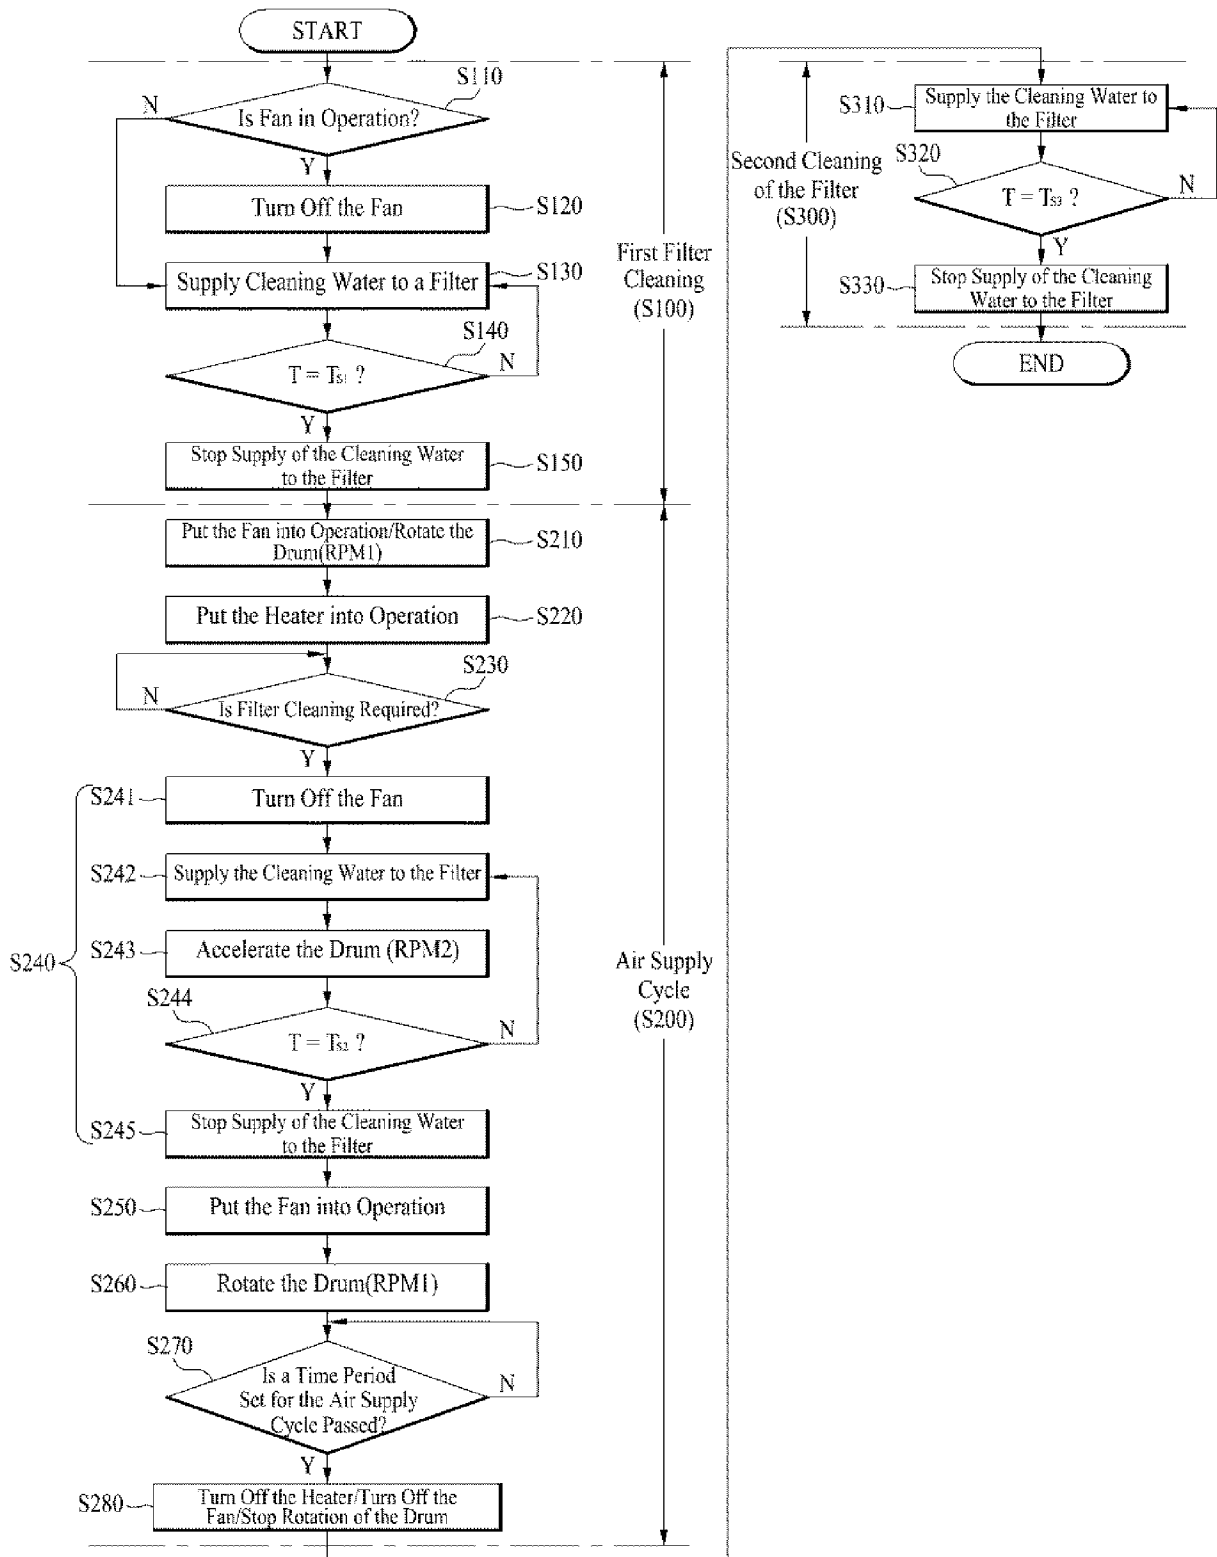 START
S110
N
Is Fan in Operation?
Y
Turn Off the Fan
S120
Supply Cleaning Water to a Filter
S130
S140
T = TS1 ?
N
Y
Stop Supply of the Cleaning Water
to the Filter
S150
First Filter
Cleaning
(S100)
Put the Fan into Operation/Rotate the
Drum(RPM1)
S210
Put the Heater into Operation
S220
S230
N
Is Filter Cleaning Required?
Y
S241
Turn Off the Fan
S242
Supply the Cleaning Water to the Filter
S243
Accelerate the Drum (RPM2)
S240
S244
T = TS2 ?
N
Y
S245
Stop Supply of the Cleaning Water
to the Filter
S250
Put the Fan into Operation
S260
Rotate the Drum(RPM1)
S270
Is a Time Period
Set for the Air Supply
Cycle Passed?
N
Y
S280
Turn Off the Heater/Turn Off the
Fan/Stop Rotation of the Drum
Air Supply
Cycle
(S200)
S310
Supply the Cleaning Water to
the Filter
S320
T = TS3 ?
N
Y
S330
Stop Supply of the Cleaning
Water to the Filter
Second Cleaning
of the Filter
(S300)
END